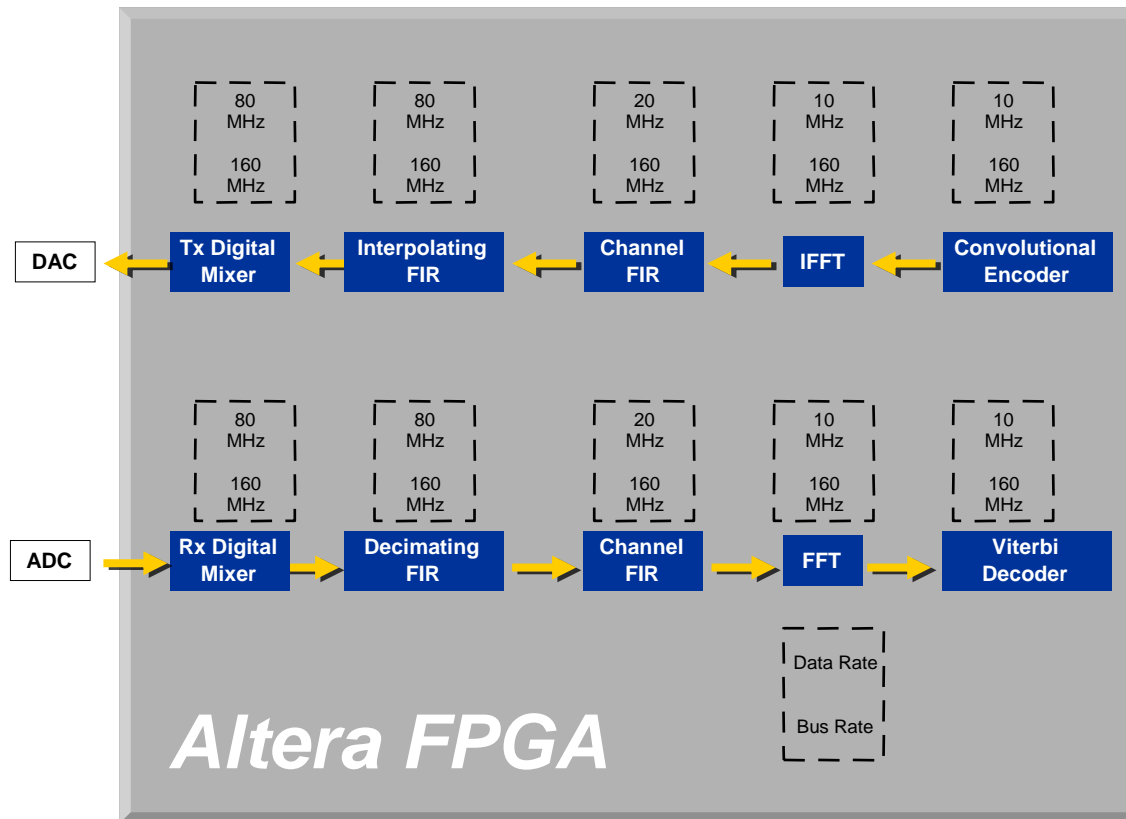 80
MHz
160
MHz
80
MHz
160
MHz
20
MHz
160
MHz
10
MHz
160
MHz
10
MHz
160
MHz
DAC
Tx Digital
Mixer
Interpolating
FIR
Channel
FIR
IFFT
Convolutional
Encoder
80
MHz
160
MHz
80
MHz
160
MHz
20
MHz
160
MHz
10
MHz
160
MHz
10
MHz
160
MHz
ADC
Rx Digital
Mixer
Decimating
FIR
Channel
FIR
FFT
Viterbi
Decoder
Data Rate
Bus Rate
Altera FPGA